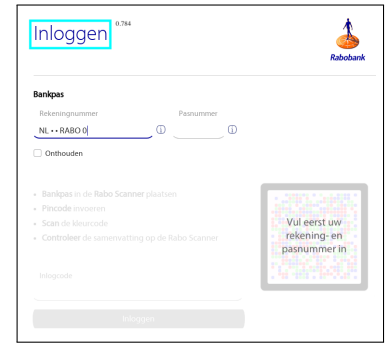 Inloggen
0.784
Rabobank
Bankpas
Rekeningnummer
Pasnummer
NL •• RABO 0
Onthouden
• Bankpas in de Rabo Scanner plaatsen
• Pincode invoeren
• Scan de kleurcode
• Controleer de samenvatting op de Rabo Scanner
Vul eerst uw
rekening- en
pasnummer in
Inlogcode
Inloggen